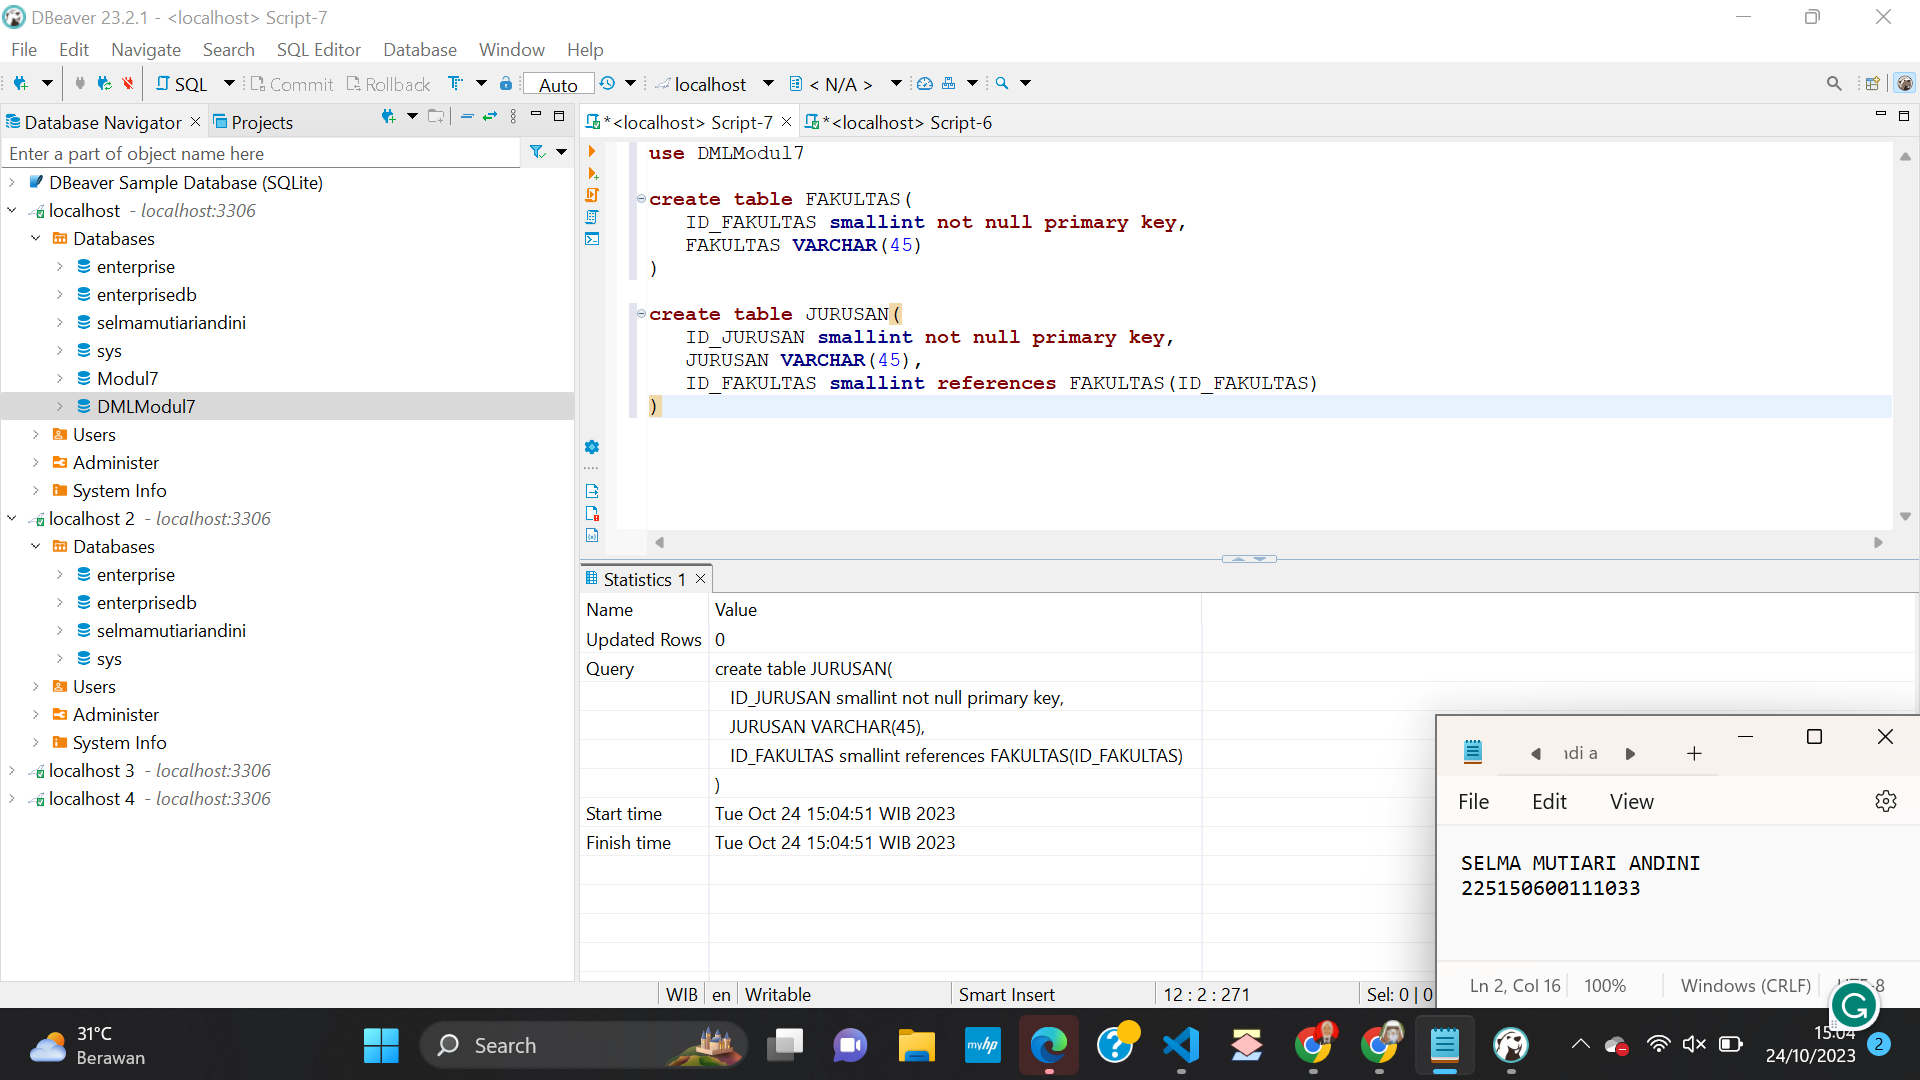 DBeaver 23.2.1 - <localhost> Script-7
File Edit Navigate Search SQL Editor Database Window Help
SQL Commit Rollback Auto localhost < N/A >
Database Navigator Projects
*<localhost> Script-7 *<localhost> Script-6
Enter a part of object name here
DBeaver Sample Database (SQLite)
localhost - localhost:3306
Databases
enterprise
enterprisedb
selmamutiariandini
sys
Modul7
DMLModul7
Users
Administer
System Info
localhost 2 - localhost:3306
Databases
enterprise
enterprisedb
selmamutiariandini
sys
Users
Administer
System Info
localhost 3 - localhost:3306
localhost 4 - localhost:3306
use DMLModul7
create table FAKULTAS(
ID_FAKULTAS smallint not null primary key,
FAKULTAS VARCHAR(45)
)
create table JURUSAN(
ID_JURUSAN smallint not null primary key,
JURUSAN VARCHAR(45),
ID_FAKULTAS smallint references FAKULTAS(ID_FAKULTAS)
)
Statistics 1
Name Value
Updated Rows 0
Query create table JURUSAN(
ID_JURUSAN smallint not null primary key,
JURUSAN VARCHAR(45),
ID_FAKULTAS smallint references FAKULTAS(ID_FAKULTAS)
)
Start time Tue Oct 24 15:04:51 WIB 2023
Finish time Tue Oct 24 15:04:51 WIB 2023
WIB en Writable Smart Insert 12 : 2 : 271 Sel: 0 | 0
ndi a
File Edit View
SELMA MUTIARI ANDINI
225150600111033
Ln 2, Col 16 100% Windows (CRLF)
31°C
Berawan
Search
myhp
15:04
24/10/2023
2